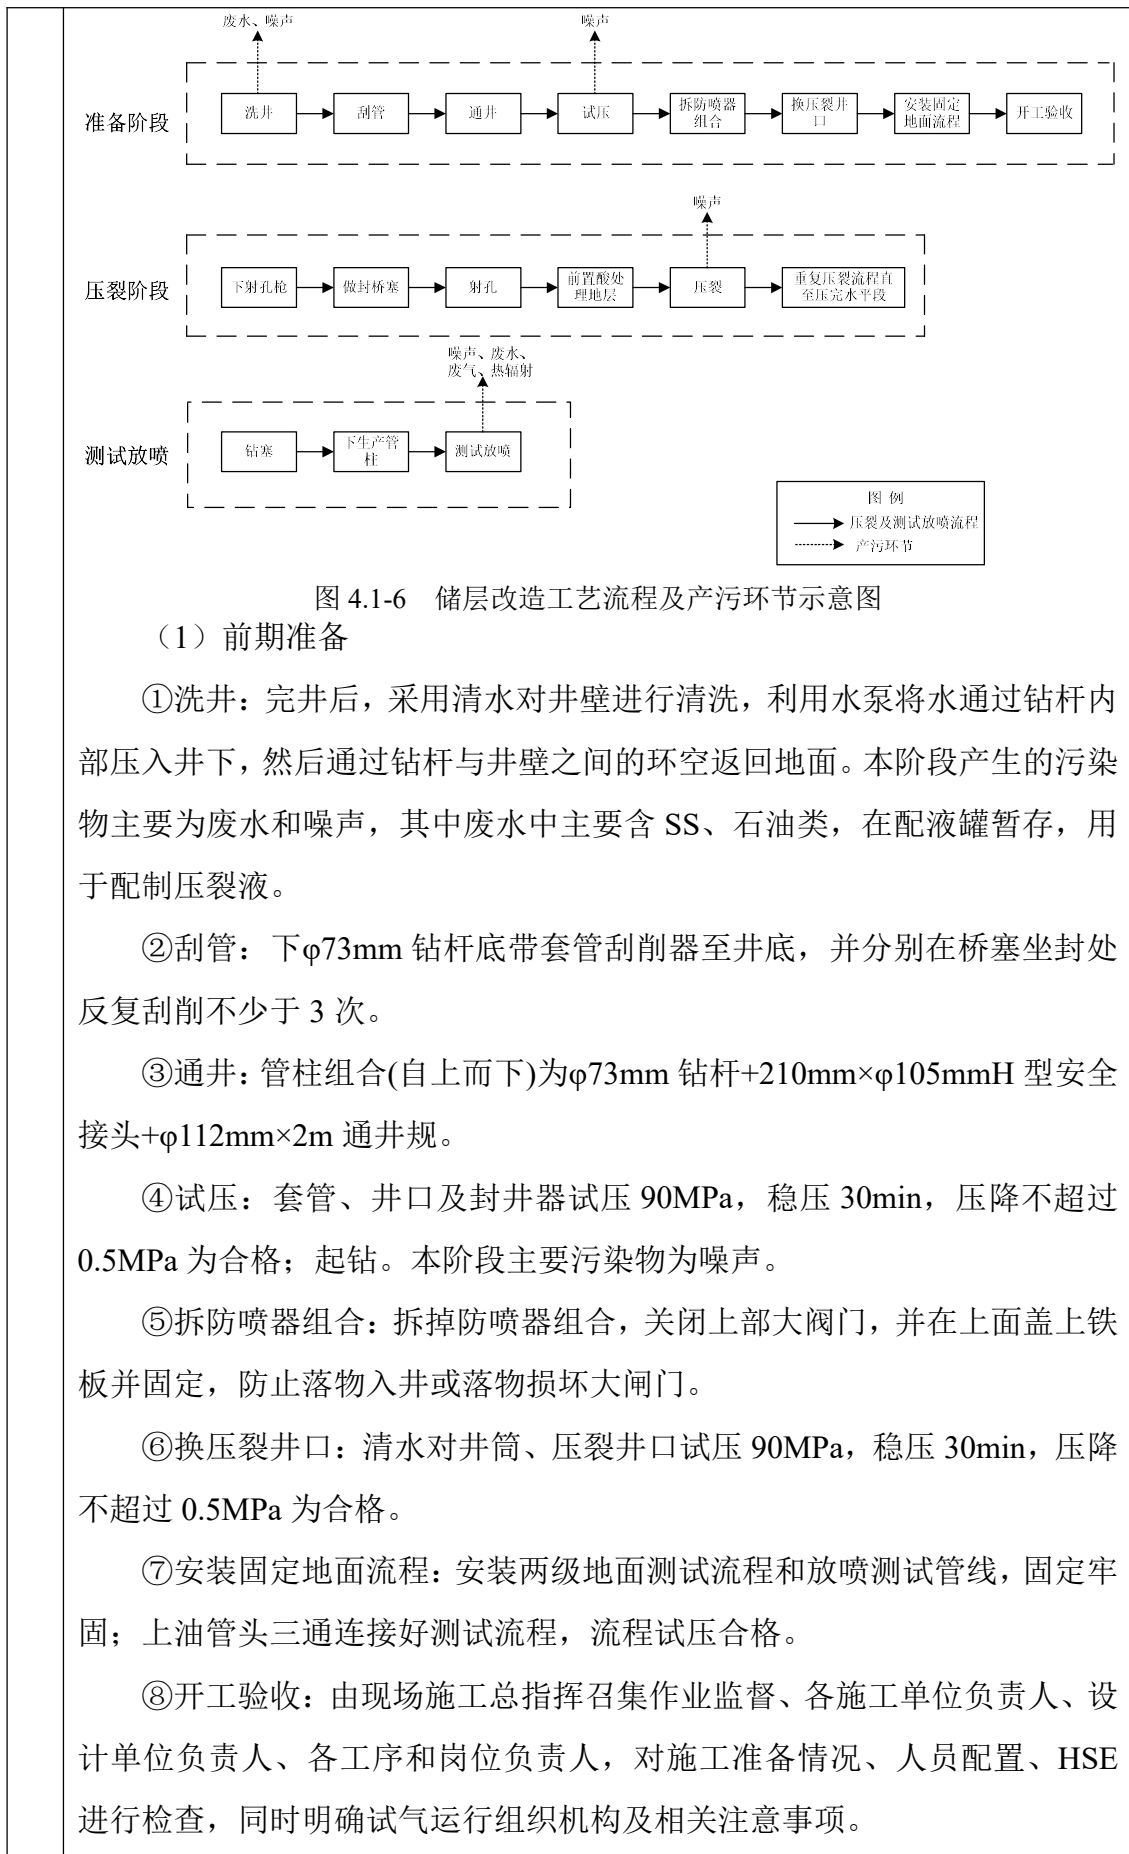 废水、噪声
噪声
准备阶段
洗井
刮管
通井
试压
拆防喷器
组合
换压裂井
口
安装固定
地面流程
开工验收
噪声
压裂阶段
下射孔枪
做封桥塞
射孔
前置酸处
理地层
压裂
重复压裂流程直
至压完水平段
噪声、废水、
废气、热辐射
测试放喷
钻塞
下生产管
柱
测试放喷
图 例
压裂及测试放喷流程
产污环节
图 4.1-6 储层改造工艺流程及产污环节示意图
（1）前期准备
①洗井：完井后，采用清水对井壁进行清洗，利用水泵将水通过钻杆内
部压入井下，然后通过钻杆与井壁之间的环空返回地面。本阶段产生的污染
物主要为废水和噪声，其中废水中主要含 SS、石油类，在配液罐暂存，用
于配制压裂液。
②刮管：下φ73mm 钻杆底带套管刮削器至井底，并分别在桥塞坐封处
反复刮削不少于 3 次。
③通井：管柱组合(自上而下)为φ73mm 钻杆+210mm×φ105mmH 型安全
接头+φ112mm×2m 通井规。
④试压：套管、井口及封井器试压 90MPa，稳压 30min，压降不超过
0.5MPa 为合格；起钻。本阶段主要污染物为噪声。
⑤拆防喷器组合：拆掉防喷器组合，关闭上部大阀门，并在上面盖上铁
板并固定，防止落物入井或落物损坏大闸门。
⑥换压裂井口：清水对井筒、压裂井口试压 90MPa，稳压 30min，压降
不超过 0.5MPa 为合格。
⑦安装固定地面流程：安装两级地面测试流程和放喷测试管线，固定牢
固；上油管头三通连接好测试流程，流程试压合格。
⑧开工验收：由现场施工总指挥召集作业监督、各施工单位负责人、设
计单位负责人、各工序和岗位负责人，对施工准备情况、人员配置、HSE
进行检查，同时明确试气运行组织机构及相关注意事项。